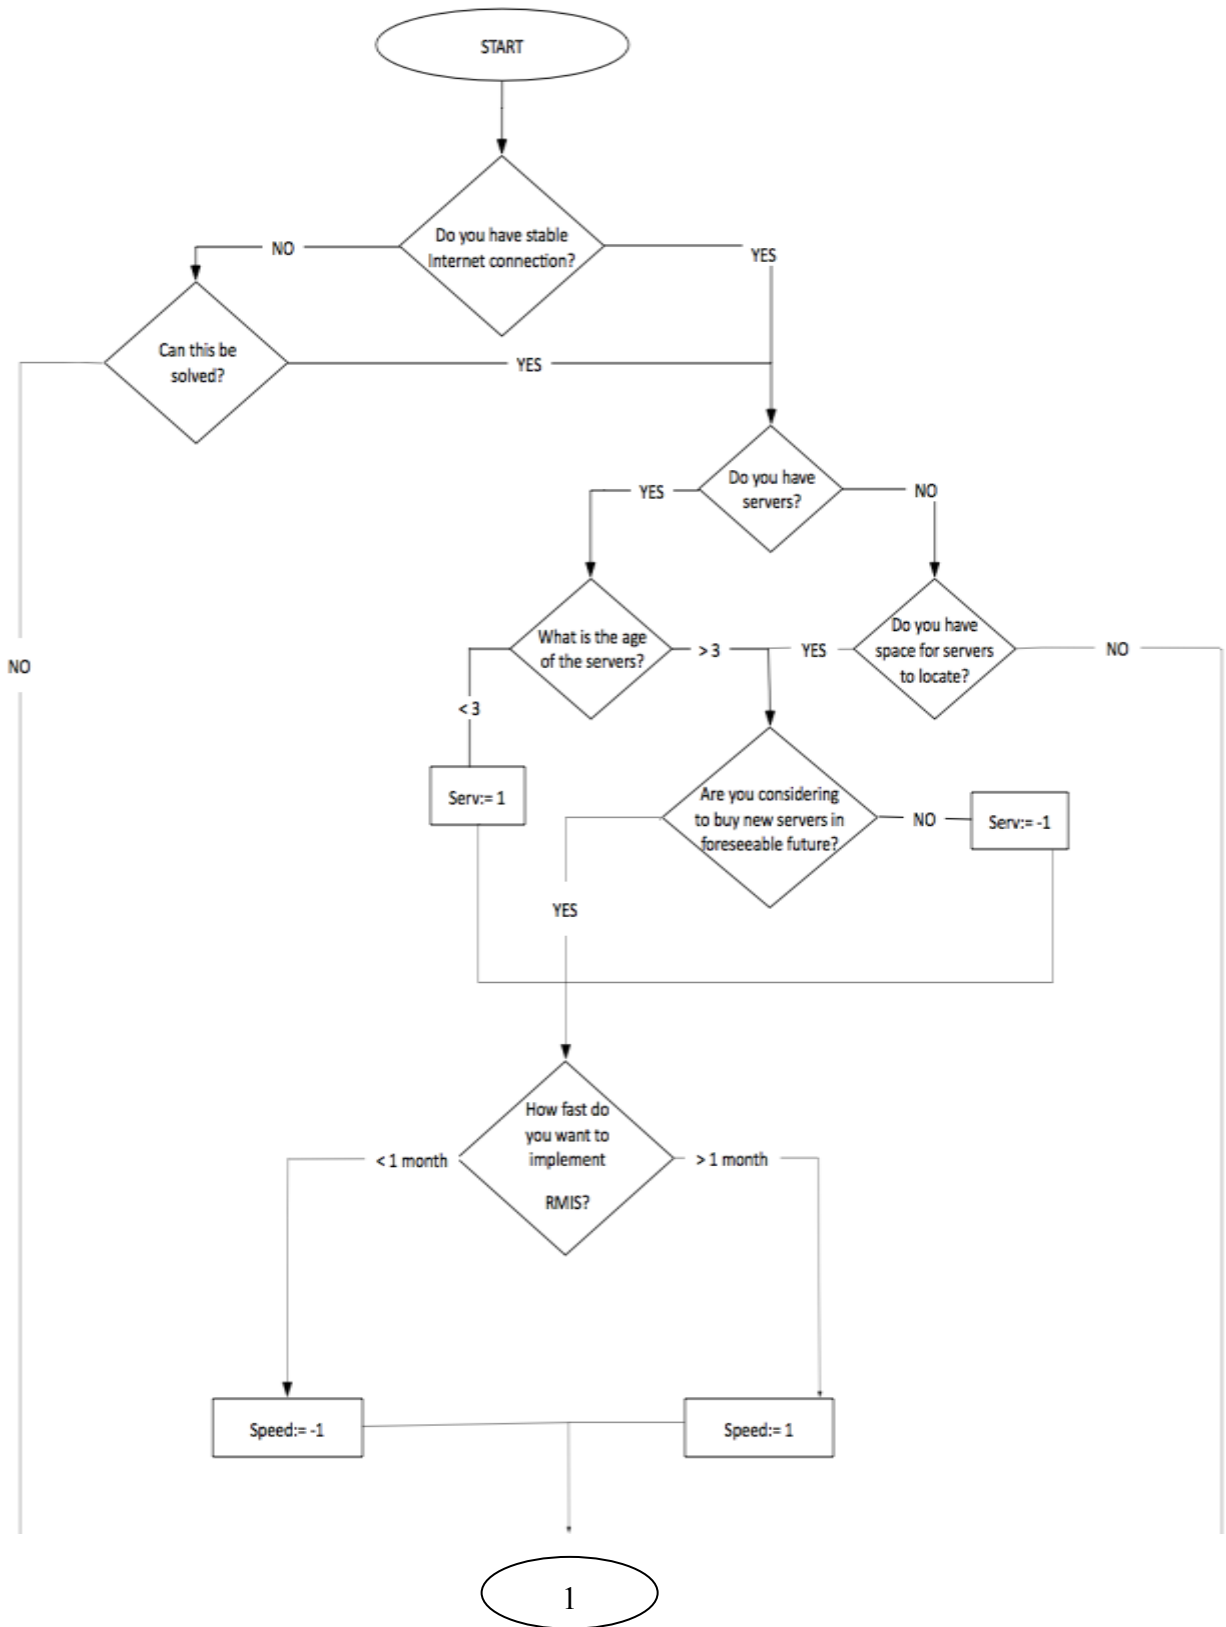 START
Do you have stable
Internet connection?
NO
YES
Can this be
solved?
YES
Do you have
servers?
YES
NO
What is the age
of the servers?
> 3
YES
Do you have
space for servers
to locate?
NO
NO
< 3
Serv:= 1
Are you considering
to buy new servers in
foreseeable future?
NO
Serv:= -1
YES
How fast do
you want to
implement
RMIS?
< 1 month
> 1 month
Speed:= -1
Speed:= 1
1